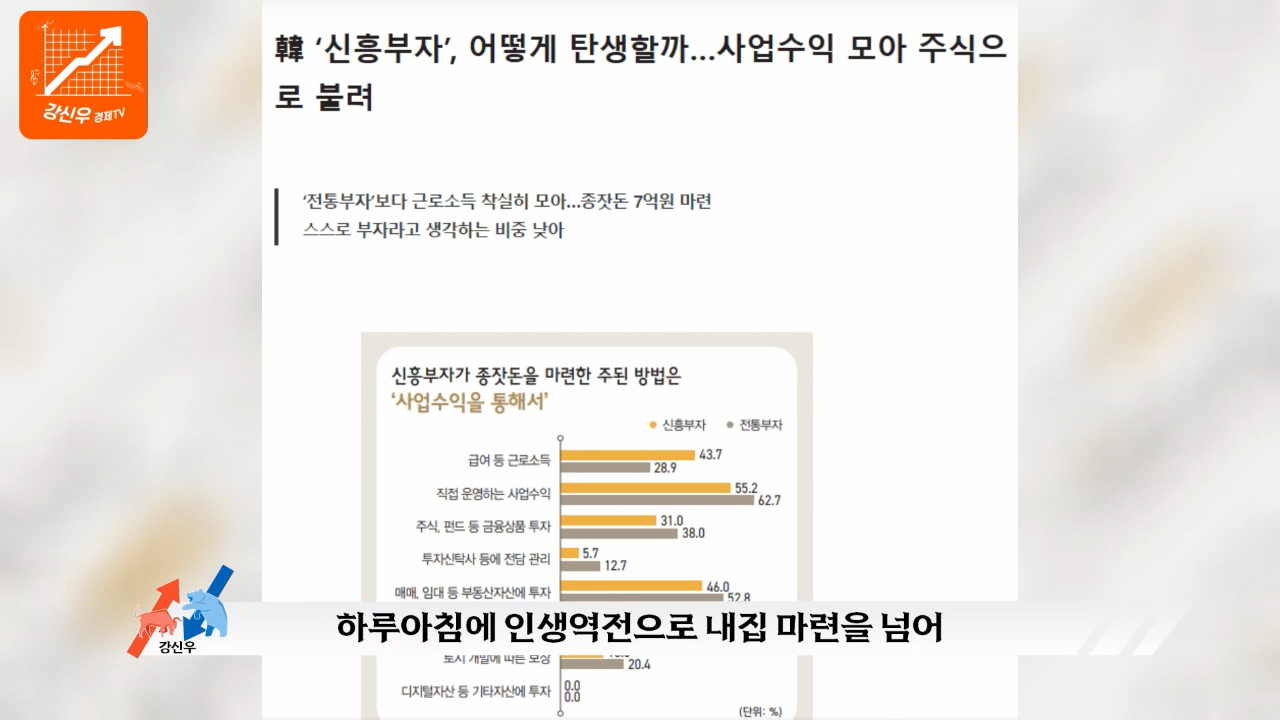 강신우 경제TV
韓 ‘신흥부자’, 어떻게 탄생할까…사업수익 모아 주식으
로 불려
‘전통부자’보다 근로소득 착실히 모아…종잣돈 7억원 마련
스스로 부자라고 생각하는 비중 낮아
신흥부자가 종잣돈을 마련한 주된 방법은
‘사업수익을 통해서’
신흥부자 전통부자
급여 등 근로소득 43.7
28.9
직접 운영하는 사업수익 55.2
62.7
주식, 펀드 등 금융상품 투자 31.0
38.0
투자신탁사 등에 전담 관리 5.7
12.7
매매, 임대 등 부동산자산에 투자 46.0
52.8
하루아침에 인생역전으로 내집 마련을 넘어
강신우
토지 개발에 따른 보상
20.4
디지털자산 등 기타자산에 투자 0.0
0.0
(단위: %)